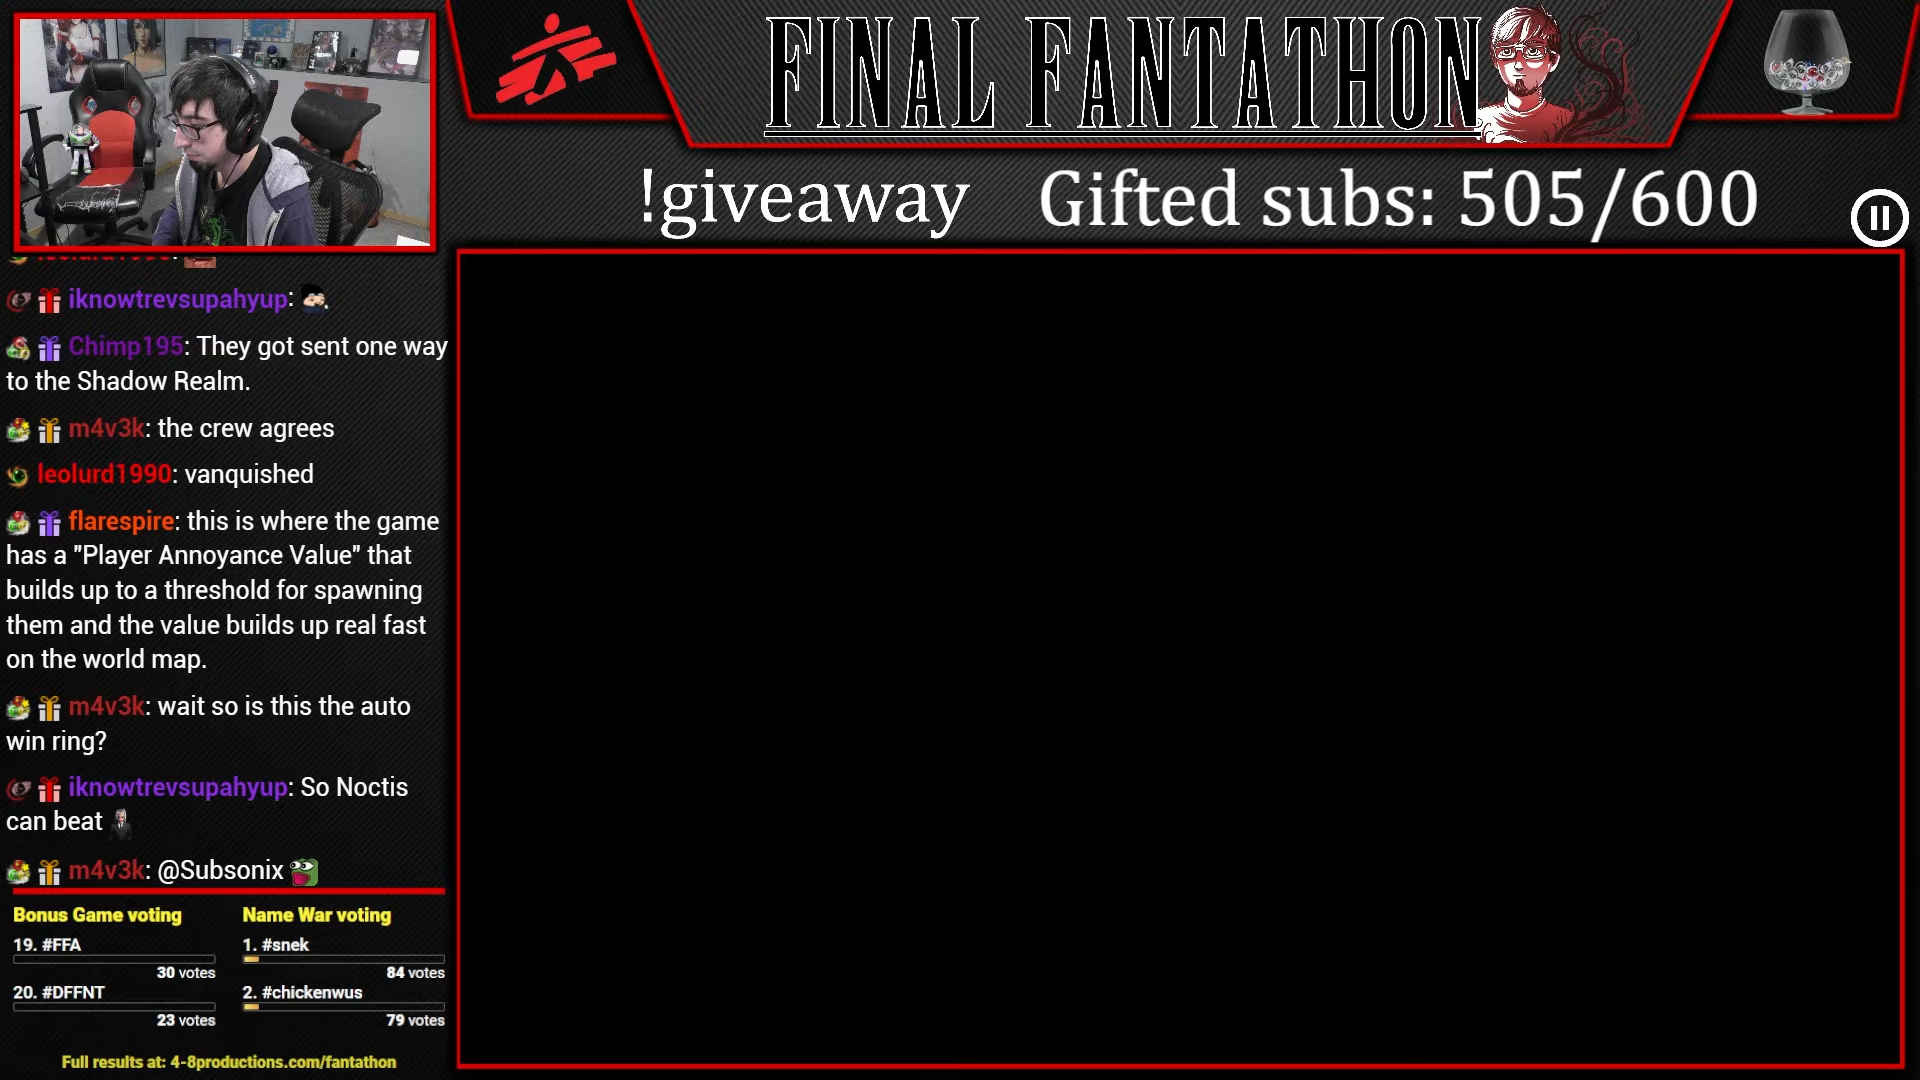 FINAL FANTATHON
!giveaway
Gifted subs: 505/600
iknowtrevsupahyup:
Chimp195: They got sent one way
to the Shadow Realm.
m4v3k: the crew agrees
leolurd1990: vanquished
flarespire: this is where the game
has a "Player Annoyance Value" that
builds up to a threshold for spawning
them and the value builds up real fast
on the world map.
m4v3k: wait so is this the auto
win ring?
iknowtrevsupahyup: So Noctis
can beat
m4v3k: @Subsonix
Bonus Game voting
19. #FFA
30 votes
20. #DFFNT
23 votes
Name War voting
1. #snek
84 votes
2. #chickenwus
79 votes
Full results at: 4-8productions.com/fantathon